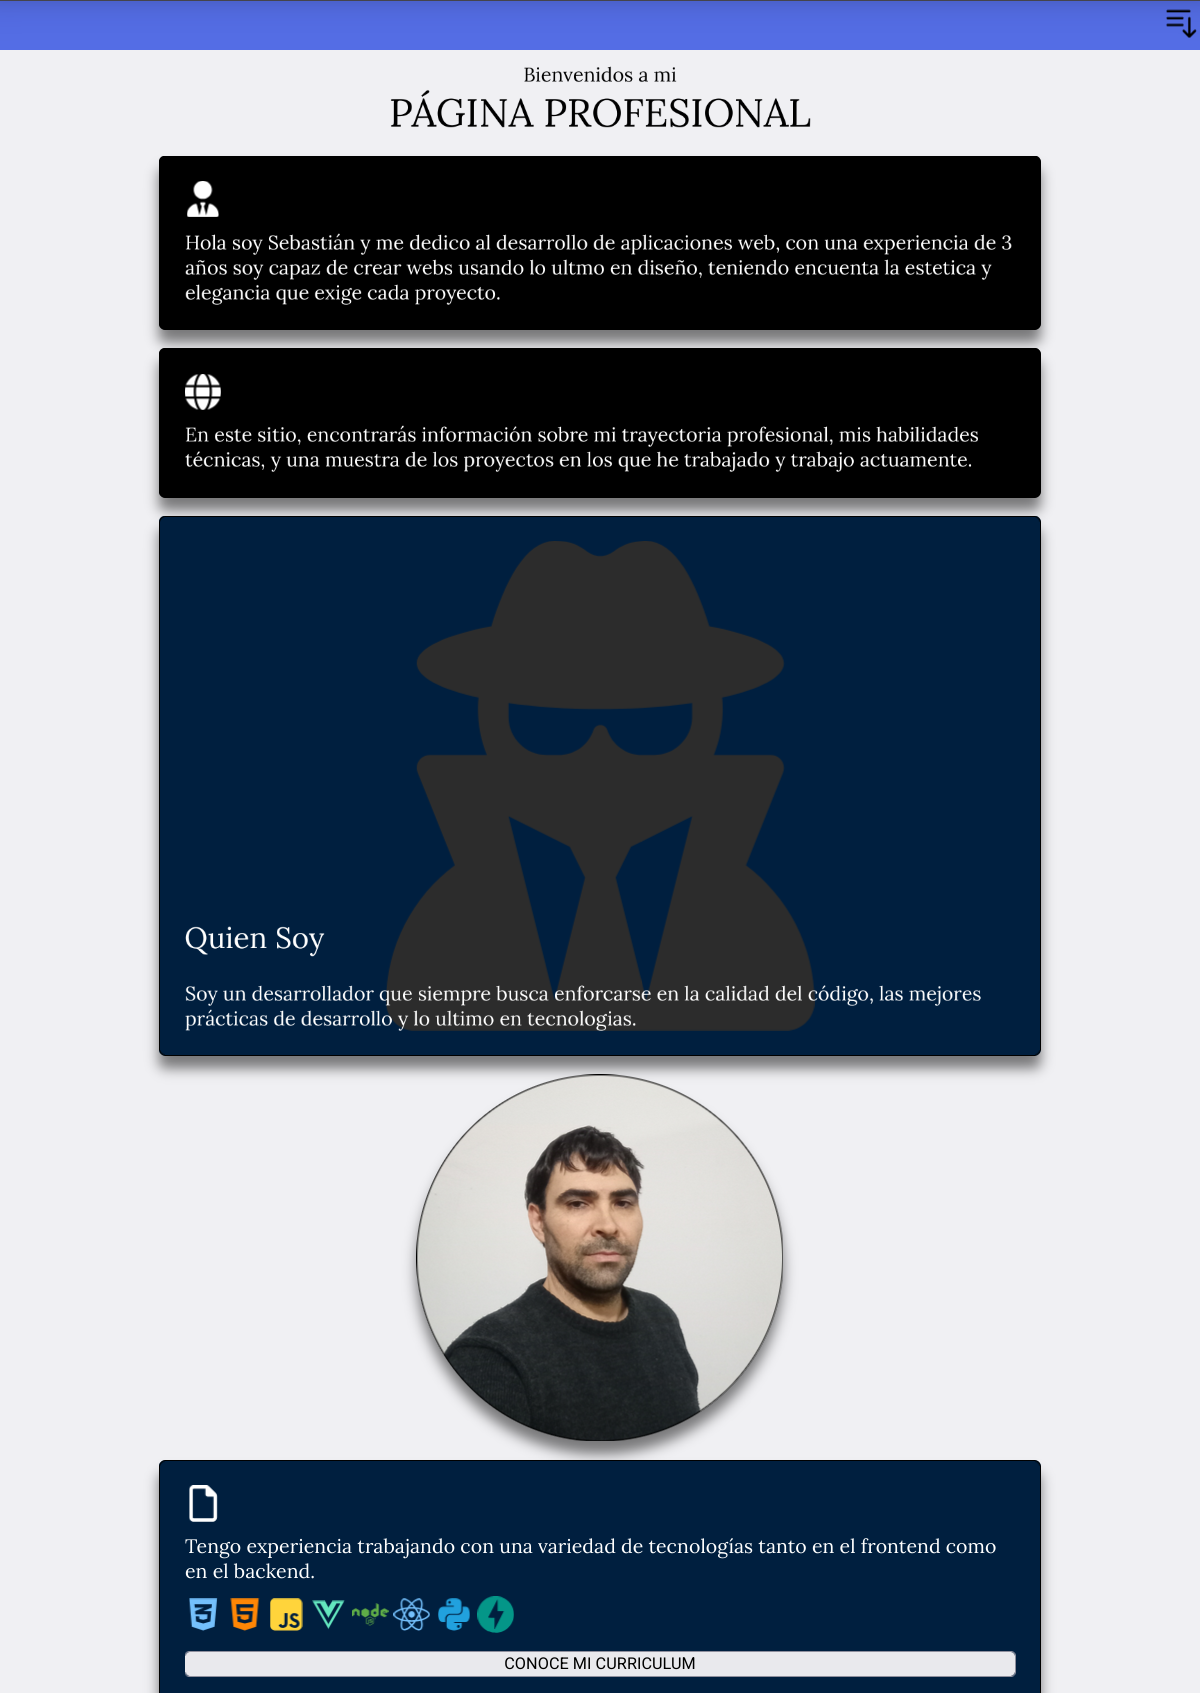 Bienvenidos a mi
PÁGINA PROFESIONAL
Hola soy Sebastián y me dedico al desarrollo de aplicaciones web, con una experiencia de 3
años soy capaz de crear webs usando lo ultmo en diseño, teniendo encuenta la estetica y
elegancia que exige cada proyecto.
En este sitio, encontrarás información sobre mi trayectoria profesional, mis habilidades
técnicas, y una muestra de los proyectos en los que he trabajado y trabajo actuamente.
Quien Soy
Soy un desarrollador que siempre busca enforcarse en la calidad del código, las mejores
prácticas de desarrollo y lo ultimo en tecnologias.
Tengo experiencia trabajando con una variedad de tecnologías tanto en el frontend como
en el backend.
3 5 JS node JS
CONOCE MI CURRICULUM